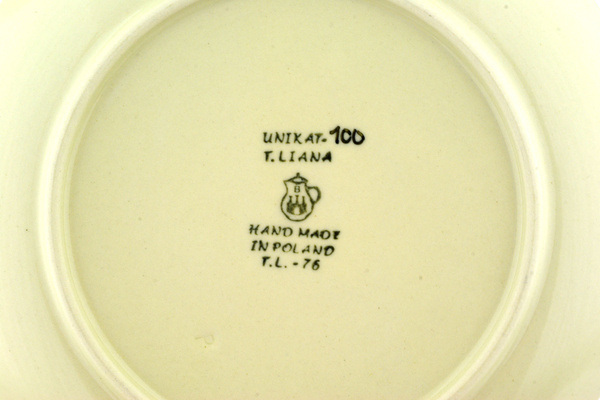 UNIKAT-100
T.LIANA
B
HAND MADE
IN POLAND
T.L.-76